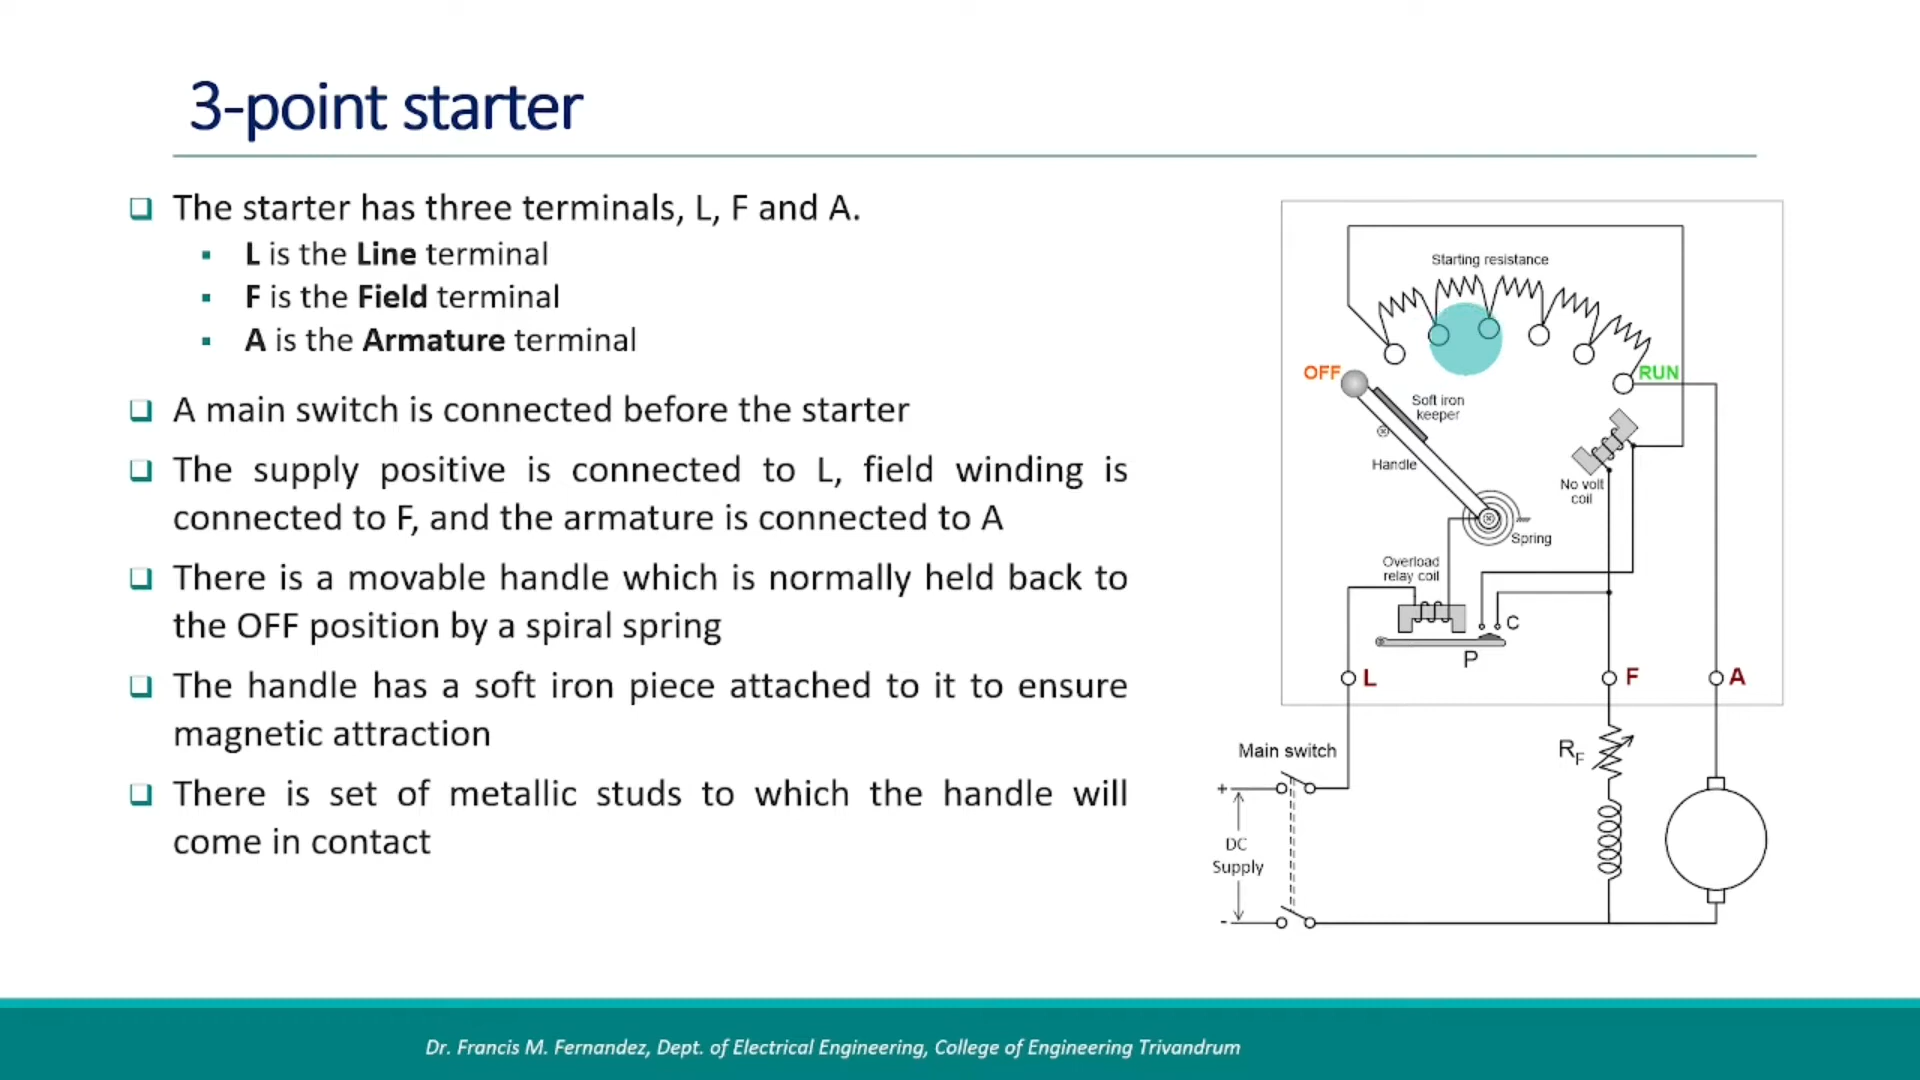 3-point starter
The starter has three terminals, L, F and A.
L is the Line terminal
F is the Field terminal
A is the Armature terminal
A main switch is connected before the starter
The supply positive is connected to L, field winding is
connected to F, and the armature is connected to A
There is a movable handle which is normally held back to
the OFF position by a spiral spring
The handle has a soft iron piece attached to it to ensure
magnetic attraction
There is set of metallic studs to which the handle will
come in contact
Starting resistance
OFF
RUN
Soft iron
keeper
Handle
No volt
coil
Spring
Overload
relay coil
C
P
L
F
A
Main switch
RF
+
DC
Supply
-
Dr. Francis M. Fernandez, Dept. of Electrical Engineering, College of Engineering Trivandrum